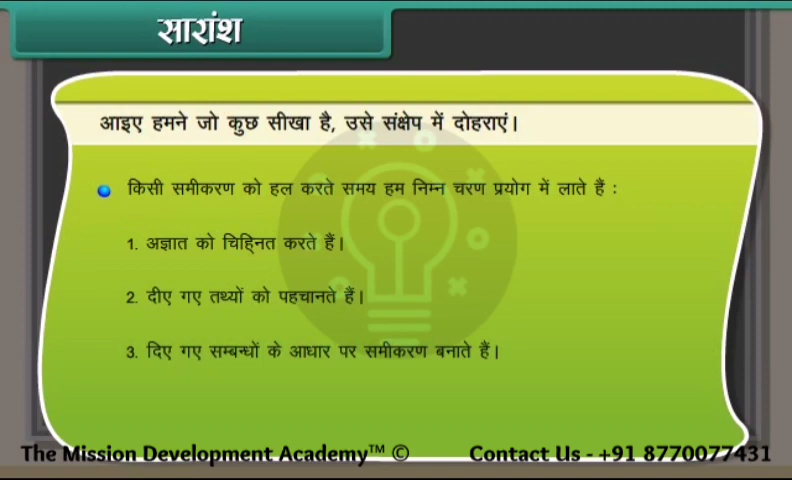 सारांश
आइए हमने जो कुछ सीखा है, उसे संक्षेप में दोहराएं।
किसी समीकरण को हल करते समय हम निम्न चरण प्रयोग में लाते हैं :
1. अज्ञात को चिह्नित करते हैं।
2. दीए गए तथ्यों को पहचानते हैं।
3. दिए गए सम्बन्धों के आधार पर समीकरण बनाते हैं।
The Mission Development Academy™ © Contact Us - +91 8770077431